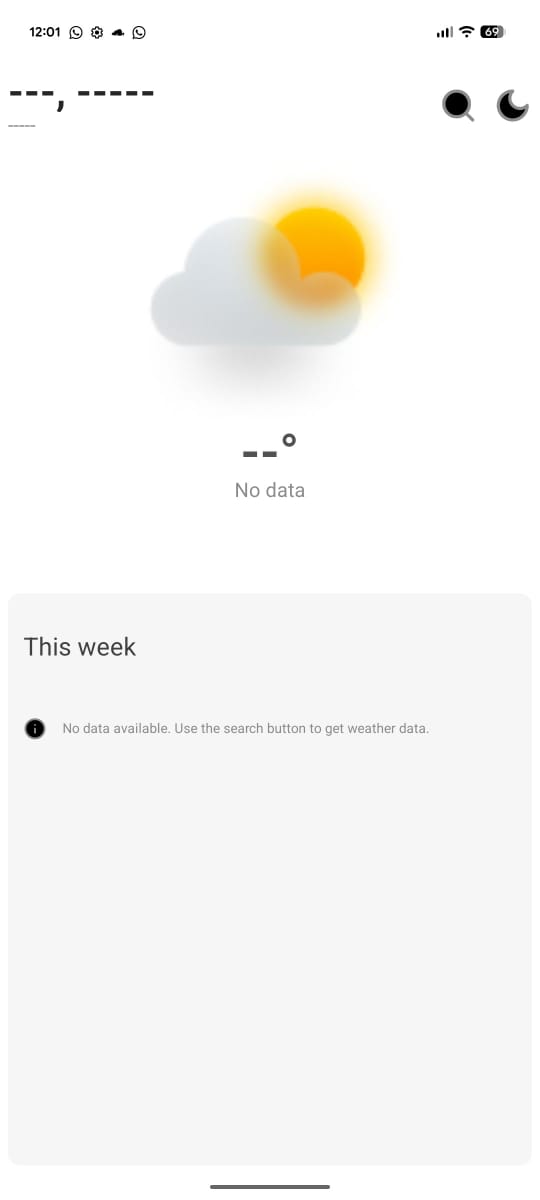 12:01
69
---, -----
-----
--°
No data
This week
No data available. Use the search button to get weather data.